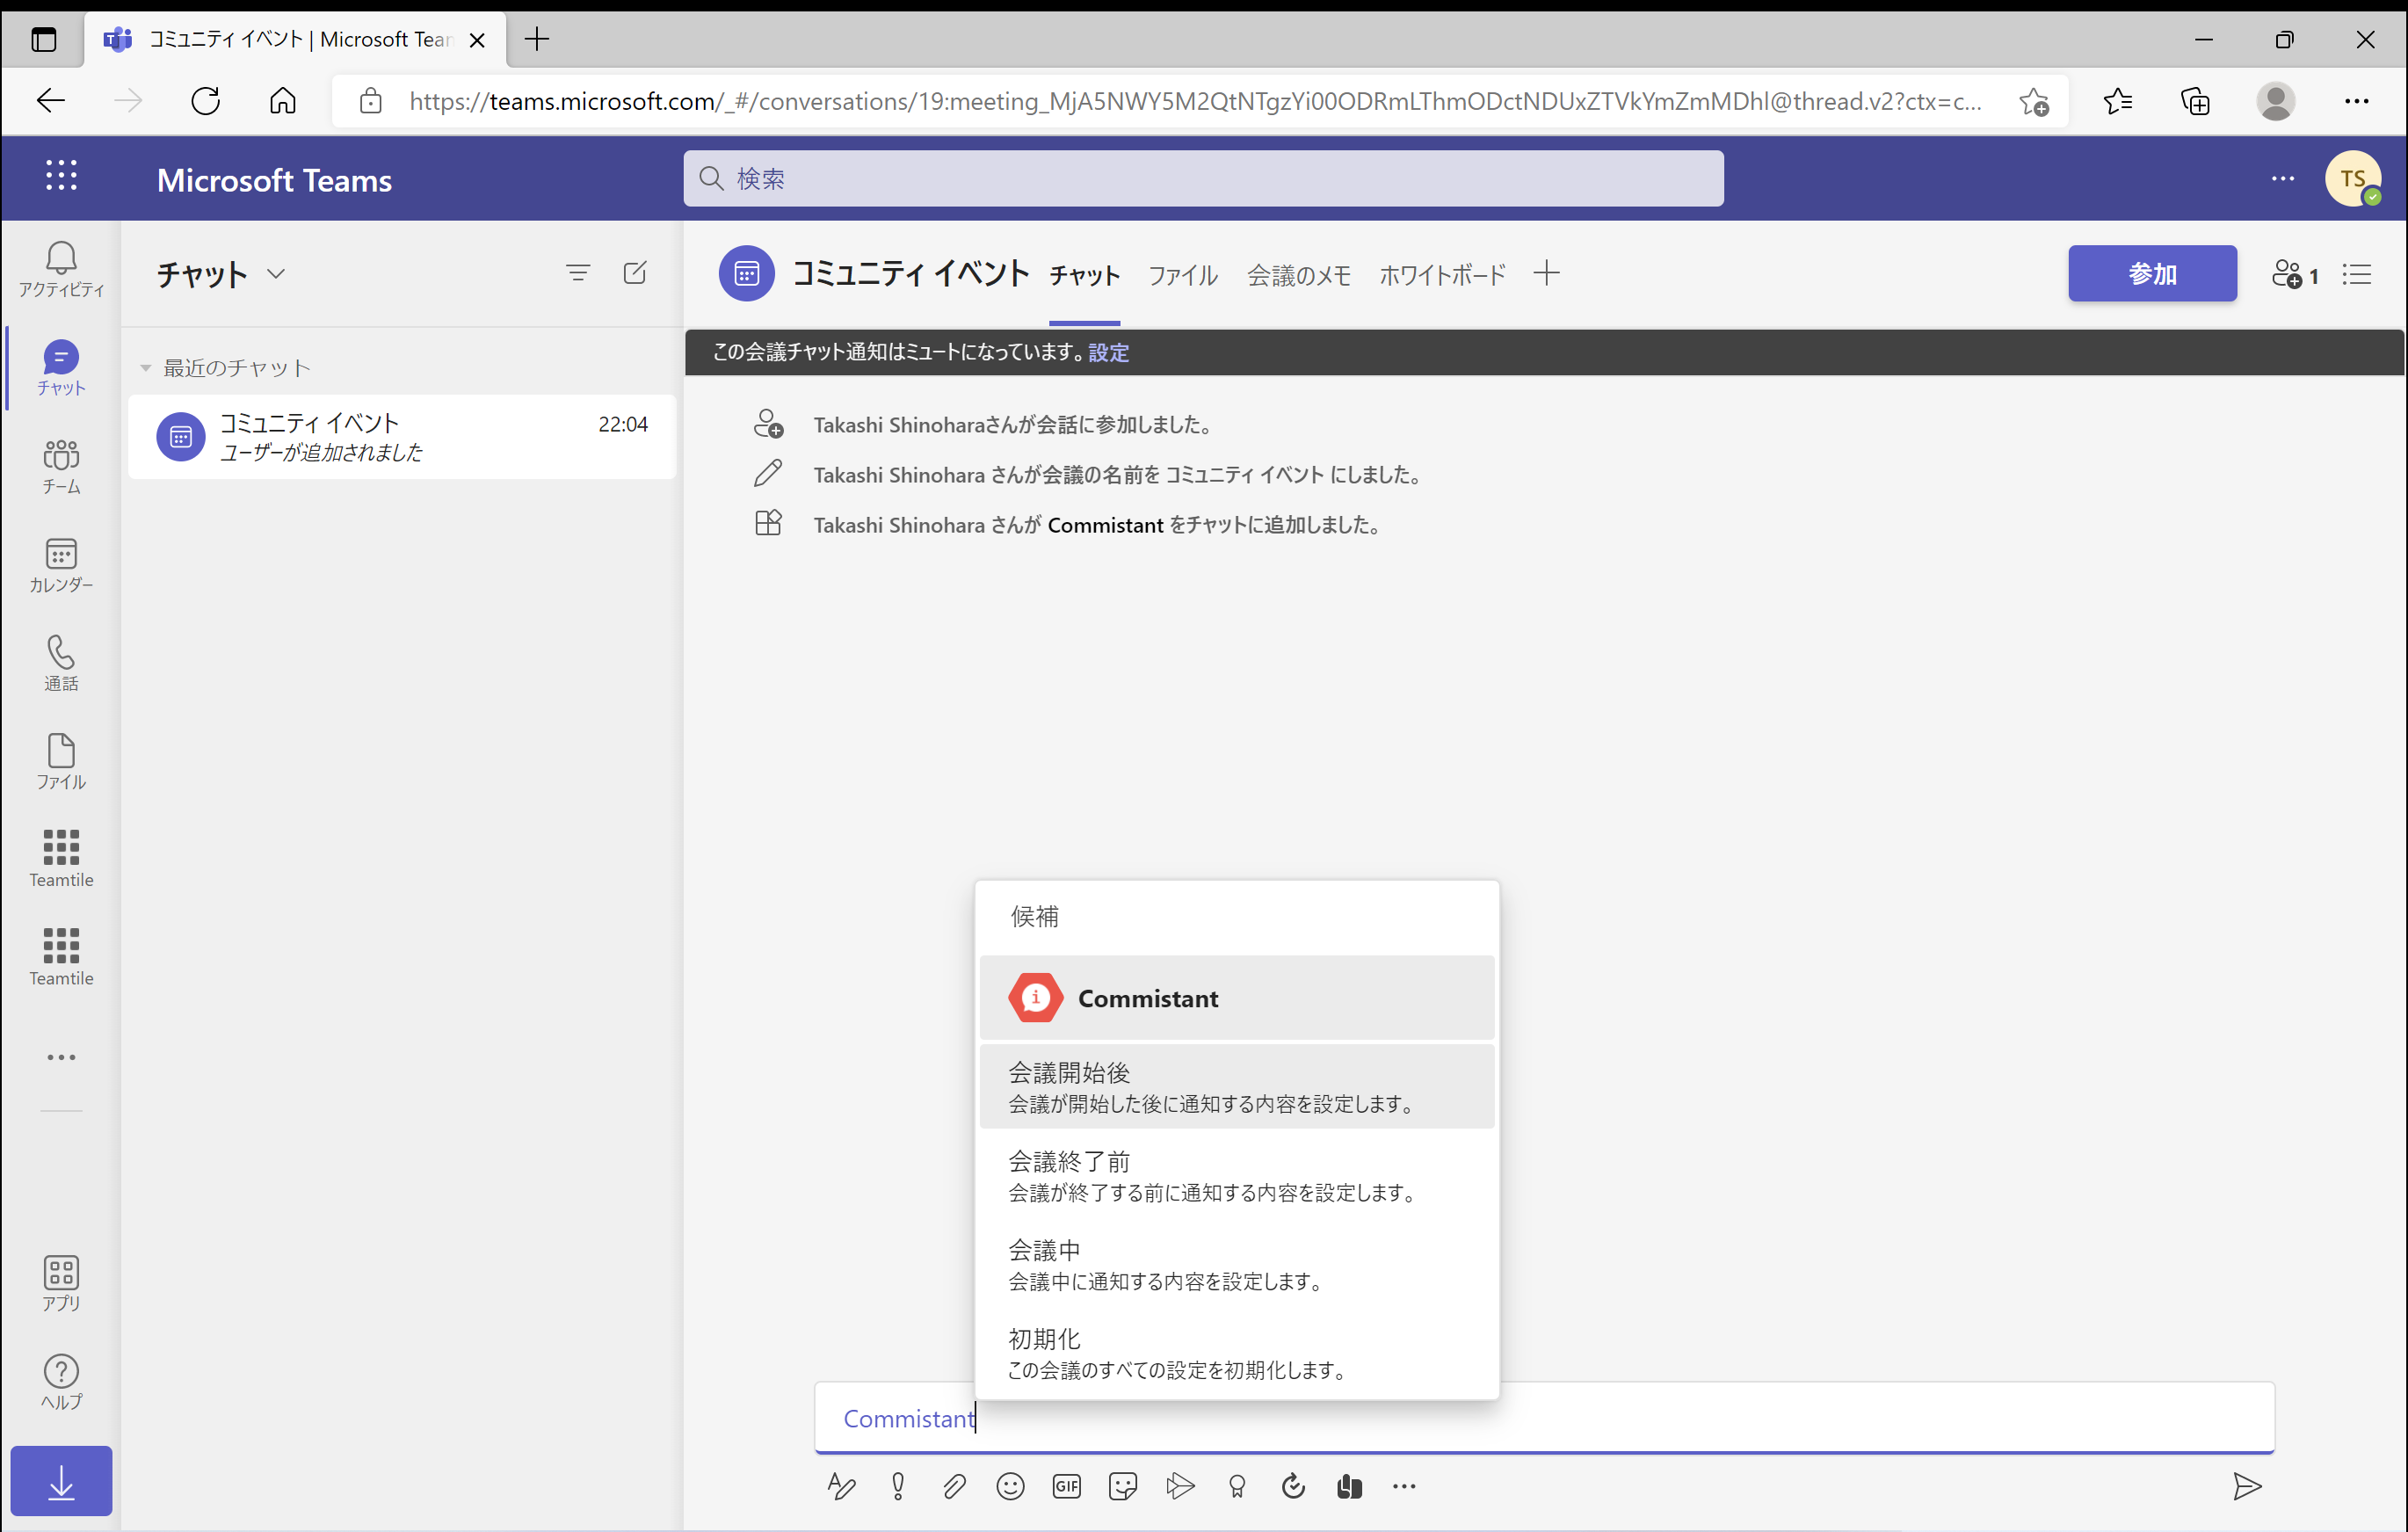 コミュニティ イベント | Microsoft Tear
https://teams.microsoft.com/_#/conversations/19:meeting_MjA5NWY5M2QtNTgzYi00ODRmLThmODctNDUxZTVkYmZmMDhl@thread.v2?ctx=c...
Microsoft Teams
検索
TS
アクティビティ
チャット
チーム
カレンダー
通話
ファイル
Teamtile
Teamtile
アプリ
ヘルプ
チャット
最近のチャット
コミュニティ イベント 22:04
ユーザーが追加されました
コミュニティ イベント チャット ファイル 会議のメモ ホワイトボード 参加 1
この会議チャット通知はミュートになっています。設定
Takashi Shinoharaさんが会話に参加しました。
Takashi Shinohara さんが会議の名前を コミュニティ イベント にしました。
Takashi Shinohara さんが Commistant をチャットに追加しました。
候補
Commistant
会議開始後
会議が開始した後に通知する内容を設定します。
会議終了前
会議が終了する前に通知する内容を設定します。
会議中
会議中に通知する内容を設定します。
初期化
この会議のすべての設定を初期化します。
Commistant
GIF